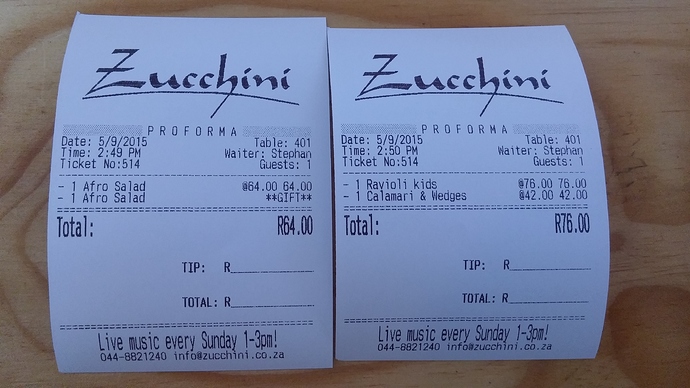 Zucchini
PROFORMA
Date: 5/9/2015 Table: 401
Time: 2:49 PM Waiter: Stephan
Ticket No:514 Guests: 1
- 1 Afro Salad @64.00 64.00
- 1 Afro Salad **GIFT**
Total: R64.00
TIP: R
TOTAL: R
Live music every Sunday 1-3pm!
044-8821240 info@zucchini.co.za
Zucchini
PROFORMA
Date: 5/9/2015 Table: 401
Time: 2:50 PM Waiter: Stephan
Ticket No:514 Guests: 1
- 1 Ravioli kids @76.00 76.00
- 1 Calamari & Wedges @42.00 42.00
Total: R76.00
TIP: R
TOTAL: R
Live music every Sunday 1-3pm!
044-8821240 info@zucchini.co.za